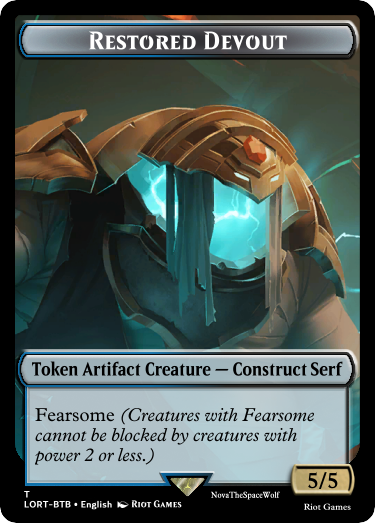 Restored Devout
Token Artifact Creature — Construct Serf
Fearsome (Creatures with Fearsome
cannot be blocked by creatures with
power 2 or less.)
5/5
T
LORT-BTB • English Riot Games
NovaTheSpaceWolf
Riot Games